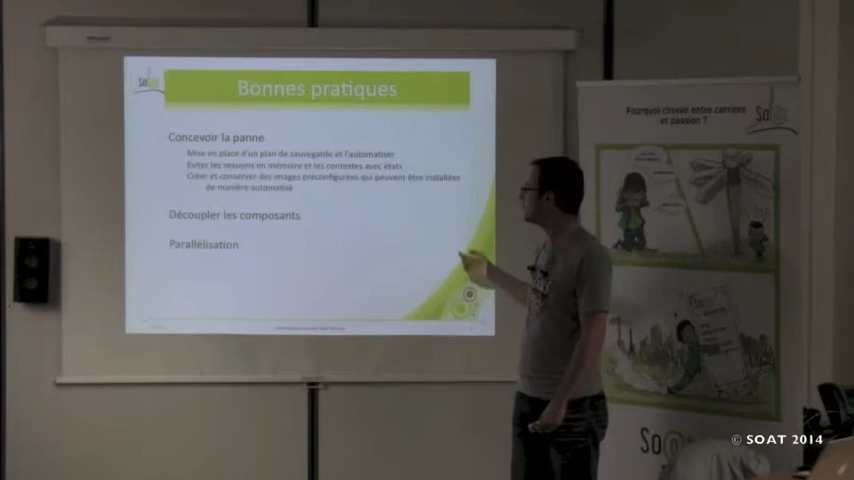 Bonnes pratiques
Concevoir la panne
Mise en place d'un plan de sauvegarde et l'automatiser
Eviter les sessions en mémoire et les contextes avec états
Créer et conserver des images préconfigurées qui peuvent être installées
de manière automatisé
Découpler les composants
Parallélisation
Pourquoi choisir entre carrière
et passion ?
So@t
© SOAT 2014